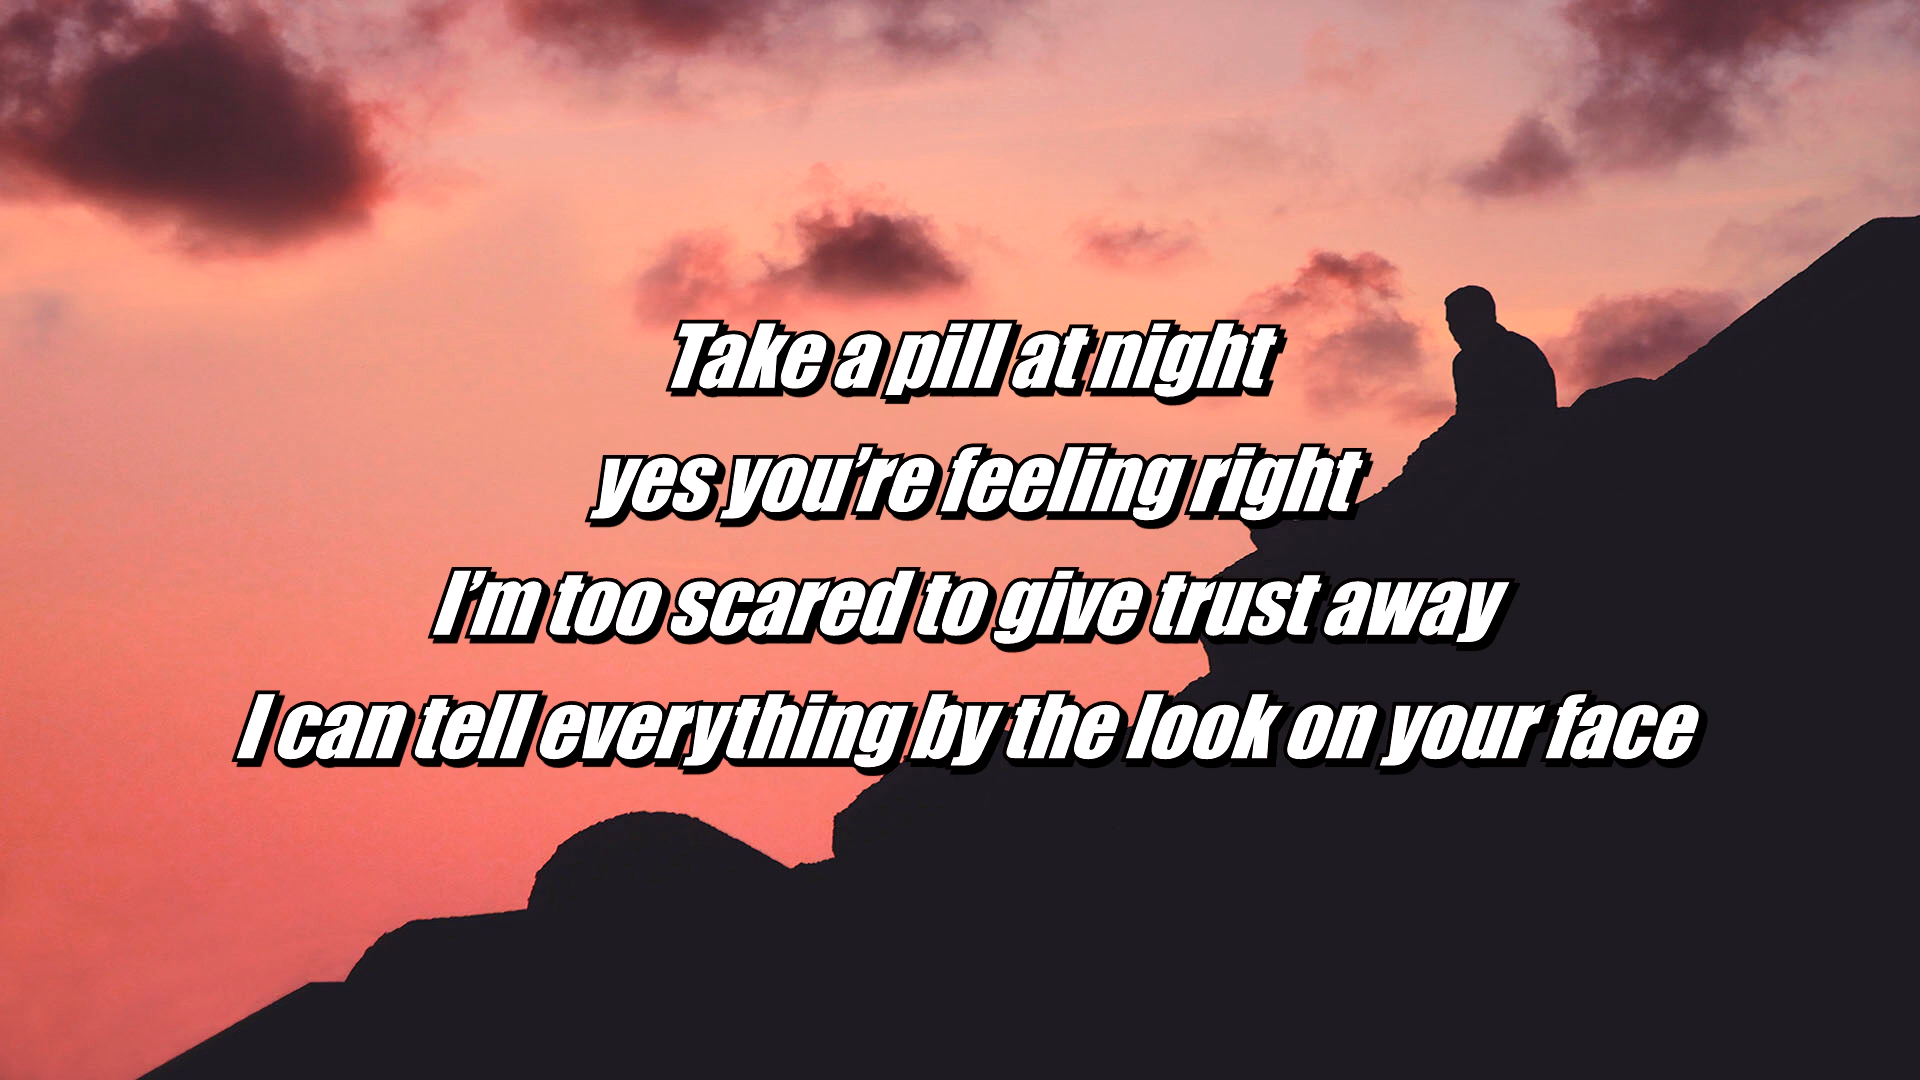 Take a pill at night
yes you’re feeling right
I’m too scared to give trust away
I can tell everything by the look on your face